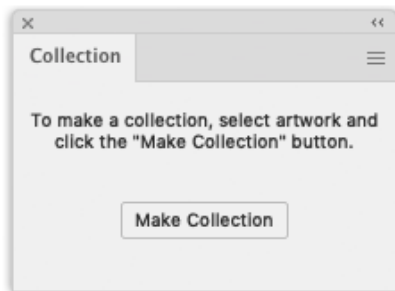 Collection
To make a collection, select artwork and
click the "Make Collection" button.
Make Collection